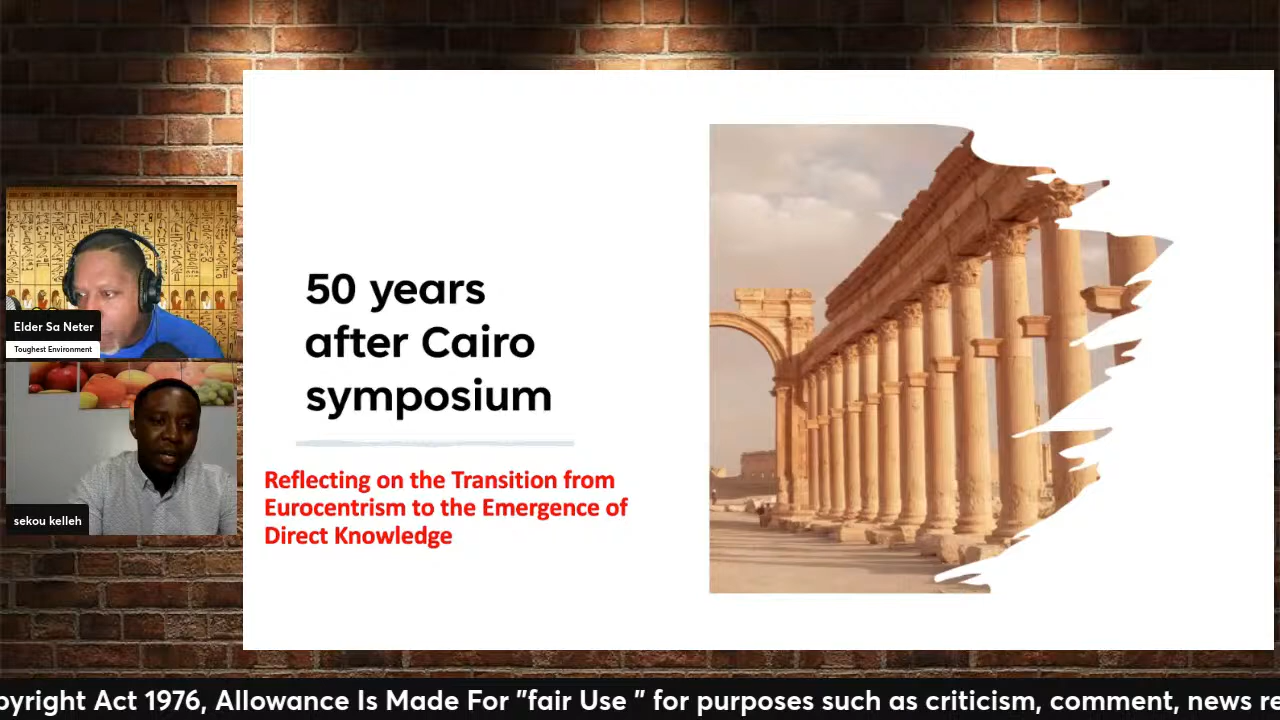 50 years
after Cairo
symposium
Reflecting on the Transition from
Eurocentrism to the Emergence of
Direct Knowledge
Elder Sa Neter
Toughest Environment
sekou kelleh
pyright Act 1976, Allowance Is Made For "fair Use " for purposes such as criticism, comment, news re